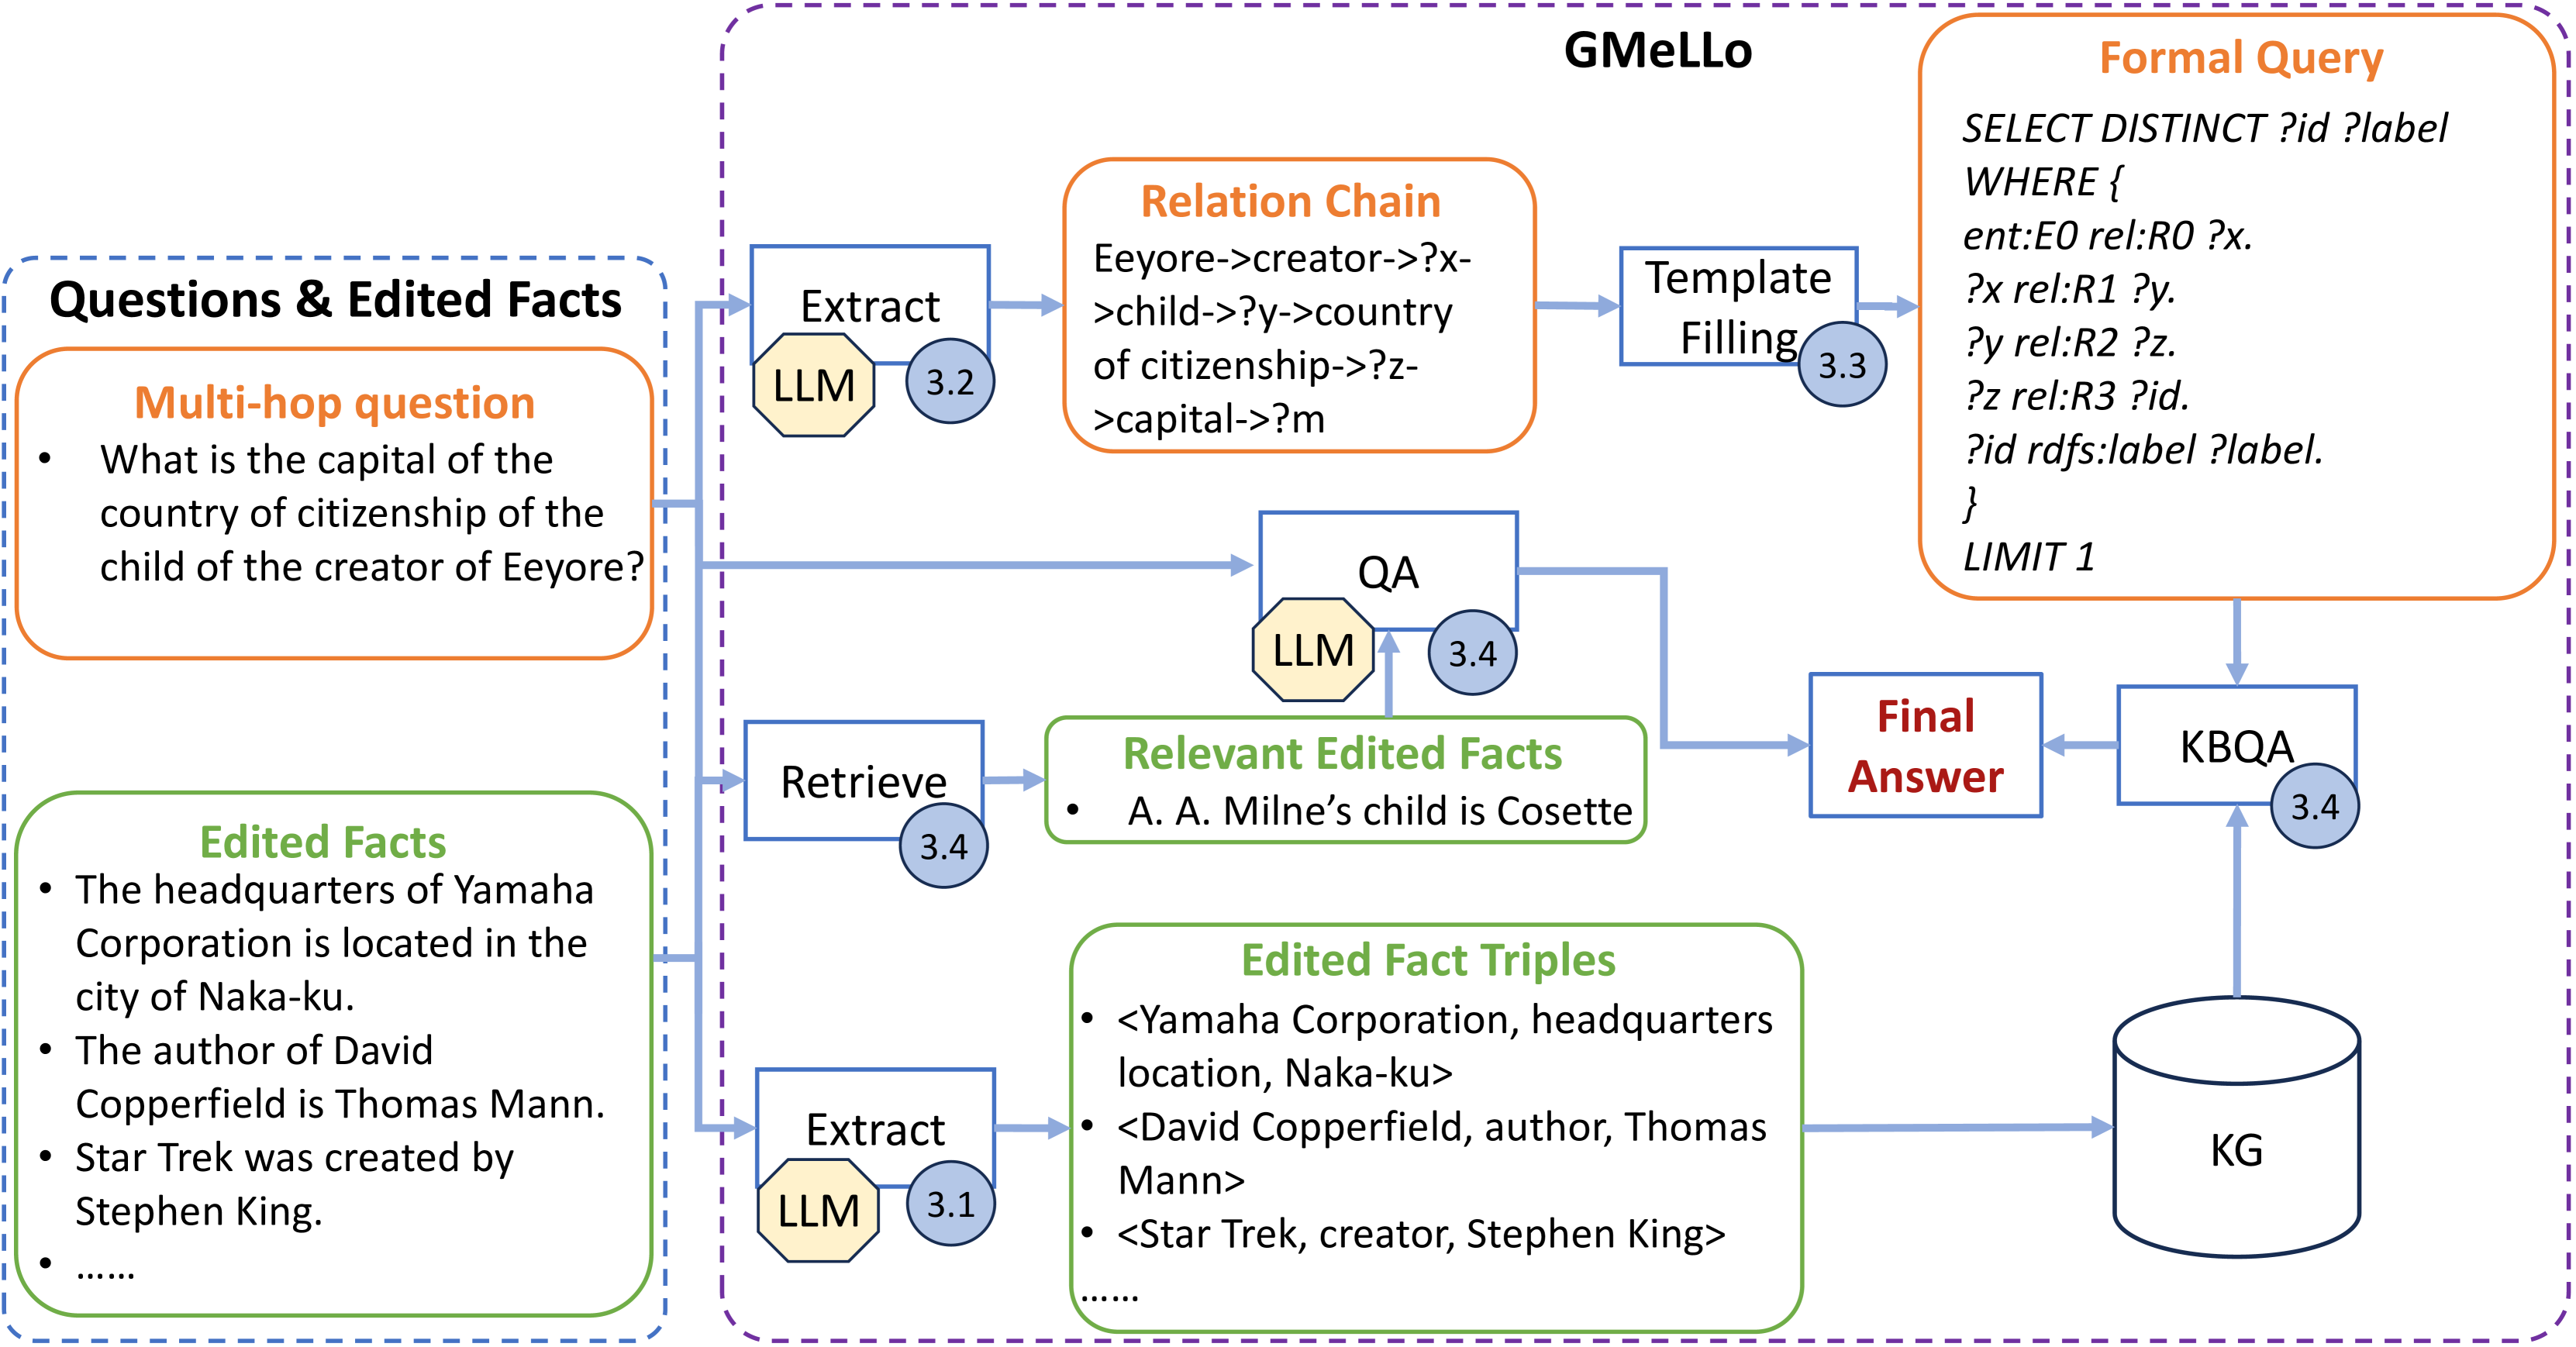 GMeLLo
Questions & Edited Facts
Multi-hop question
• What is the capital of the
country of citizenship of the
child of the creator of Eeyore?
Edited Facts
• The headquarters of Yamaha
Corporation is located in the
city of Naka-ku.
• The author of David
Copperfield is Thomas Mann.
• Star Trek was created by
Stephen King.
• ......
Extract
LLM
3.2
Relation Chain
Eeyore->creator->?x-
>child->?y->country
of citizenship->?z-
>capital->?m
Template
Filling
3.3
Formal Query
SELECT DISTINCT ?id ?label
WHERE {
ent:E0 rel:R0 ?x.
?x rel:R1 ?y.
?y rel:R2 ?z.
?z rel:R3 ?id.
?id rdfs:label ?label.
}
LIMIT 1
QA
LLM
3.4
Retrieve
3.4
Relevant Edited Facts
• A. A. Milne’s child is Cosette
Final
Answer
KBQA
3.4
Extract
LLM
3.1
Edited Fact Triples
• <Yamaha Corporation, headquarters
location, Naka-ku>
• <David Copperfield, author, Thomas
Mann>
• <Star Trek, creator, Stephen King>
......
KG